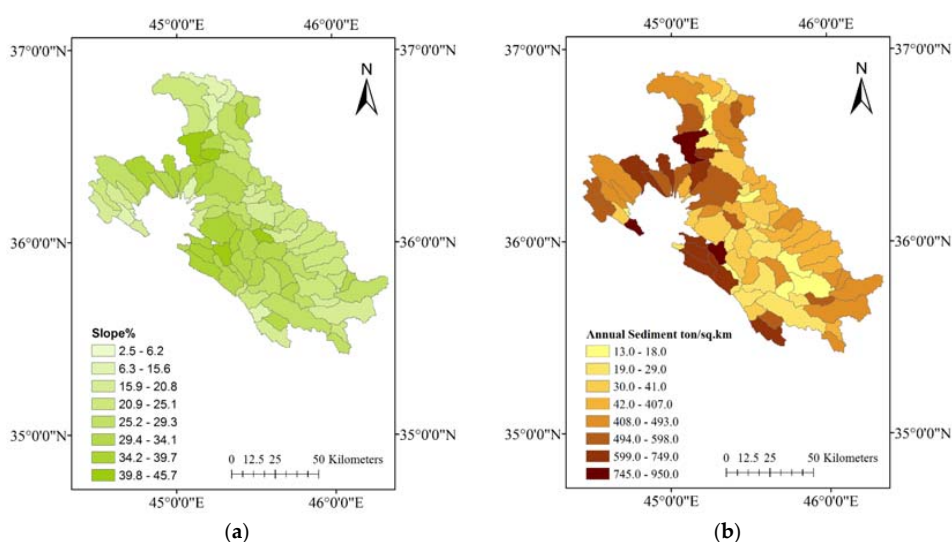 45°0'0"E 46°0'0"E
37°0'0"N 37°0'0"N
N
36°0'0"N 36°0'0"N
Slope%
2.5 - 6.2
6.3 - 15.6
15.9 - 20.8
20.9 - 25.1
25.2 - 29.3
29.4 - 34.1
34.2 - 39.7
39.8 - 45.7
35°0'0"N 35°0'0"N
0 12.5 25 50 Kilometers
45°0'0"E 46°0'0"E
(a)
45°0'0"E 46°0'0"E
37°0'0"N
N
36°0'0"N
Annual Sediment ton/sq.km
13.0 - 18.0
19.0 - 29.0
30.0 - 41.0
42.0 - 407.0
408.0 - 493.0
494.0 - 598.0
599.0 - 749.0
745.0 - 950.0
35°0'0"N
0 12.5 25 50 Kilometers
45°0'0"E 46°0'0"E
(b)